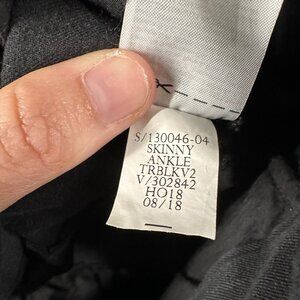 S/130046-04
SKINNY
ANKLE
TRBLKV2
V/302842
HO18
08/18